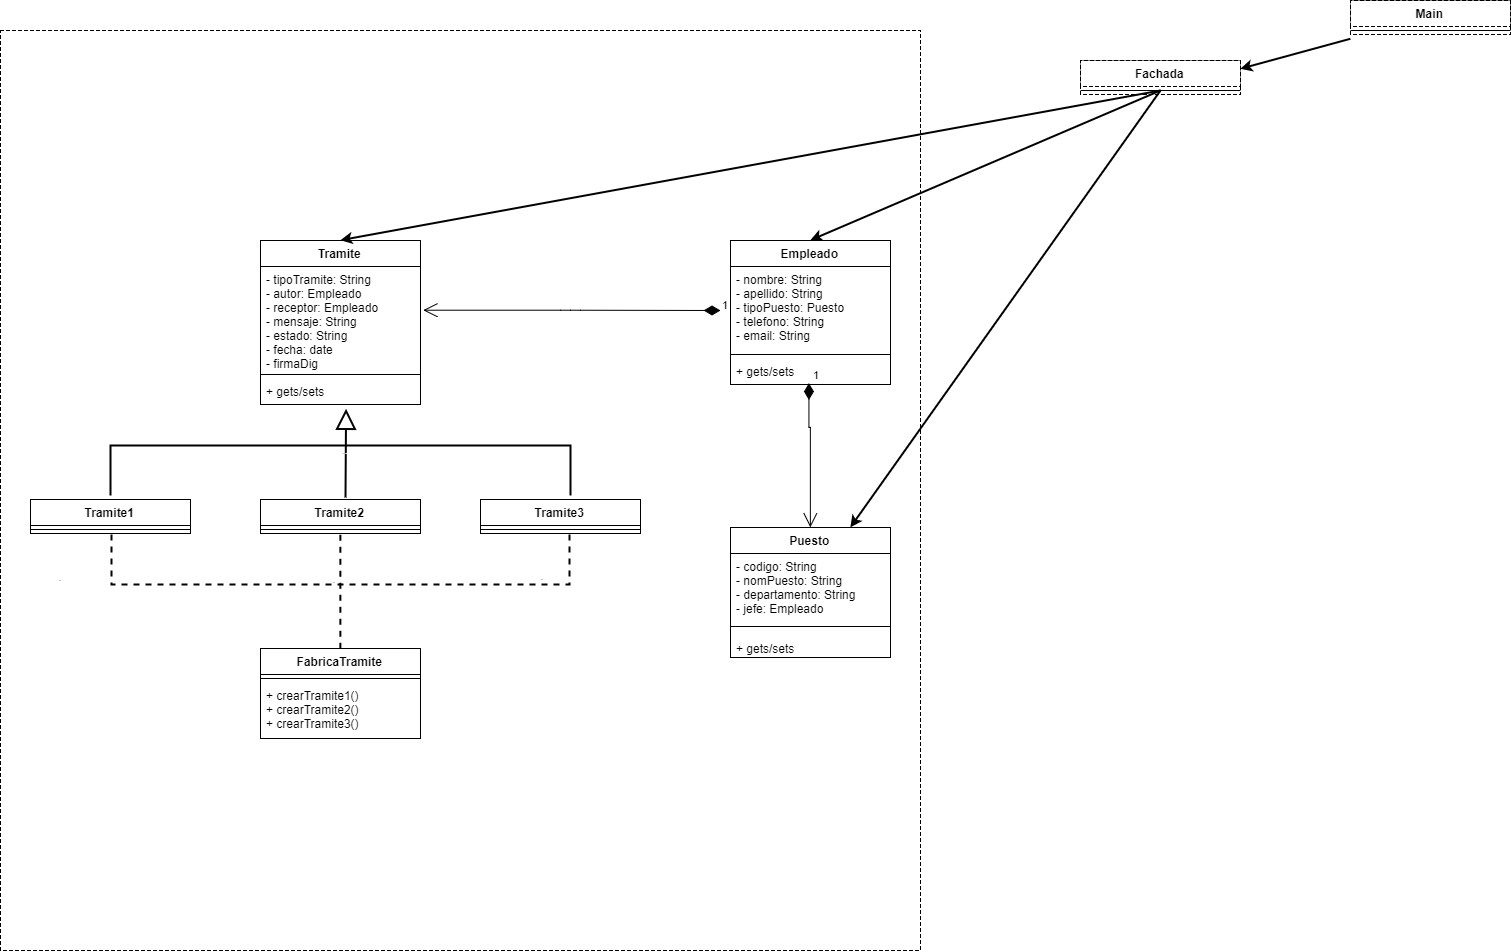 Main
Fachada
Tramite
- tipoTramite: String
- autor: Empleado
- receptor: Empleado
- mensaje: String
- estado: String
- fecha: date
- firmaDig
+ gets/sets
Empleado
- nombre: String
- apellido: String
- tipoPuesto: Puesto
- telefono: String
- email: String
+ gets/sets
1
1
Tramite1
Tramite2
Tramite3
Puesto
- codigo: String
- nomPuesto: String
- departamento: String
- jefe: Empleado
+ gets/sets
FabricaTramite
+ crearTramite1()
+ crearTramite2()
+ crearTramite3()